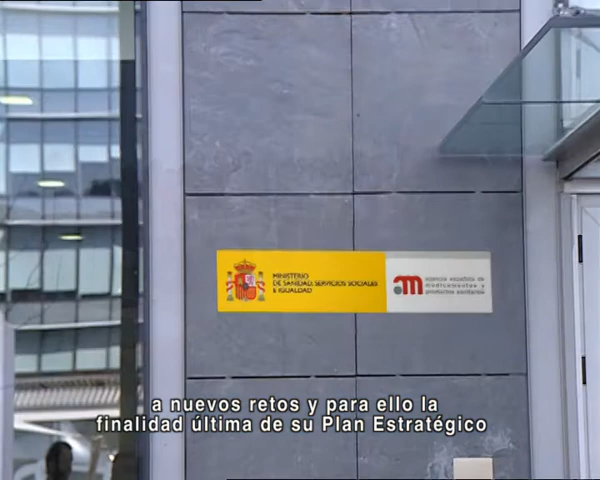 MINISTERIO
DE SANIDAD, SERVICIOS SOCIALES
E IGUALDAD
agencia española de
medicamentos y
productos sanitarios
a nuevos retos y para ello la
finalidad última de su Plan Estratégico